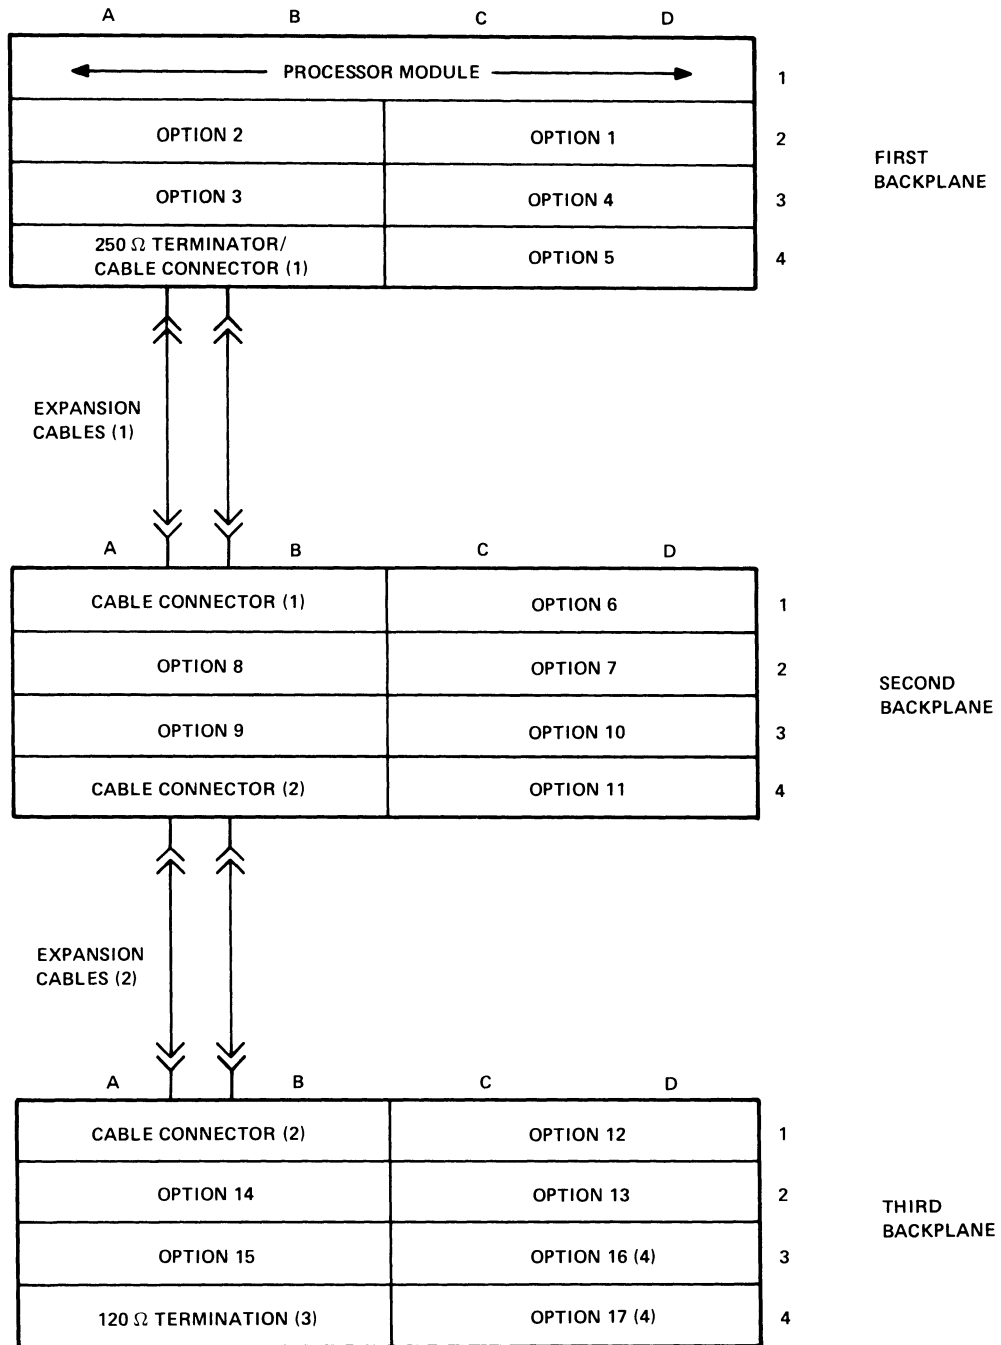 A B C D
PROCESSOR MODULE 1
OPTION 2 OPTION 1 2
FIRST
BACKPLANE
OPTION 3 OPTION 4 3
250 Ω TERMINATOR/
CABLE CONNECTOR (1) OPTION 5 4
EXPANSION
CABLES (1)
A B C D
CABLE CONNECTOR (1) OPTION 6 1
OPTION 8 OPTION 7 2
SECOND
BACKPLANE
OPTION 9 OPTION 10 3
CABLE CONNECTOR (2) OPTION 11 4
EXPANSION
CABLES (2)
A B C D
CABLE CONNECTOR (2) OPTION 12 1
OPTION 14 OPTION 13 2
THIRD
BACKPLANE
OPTION 15 OPTION 16 (4) 3
120 Ω TERMINATION (3) OPTION 17 (4) 4